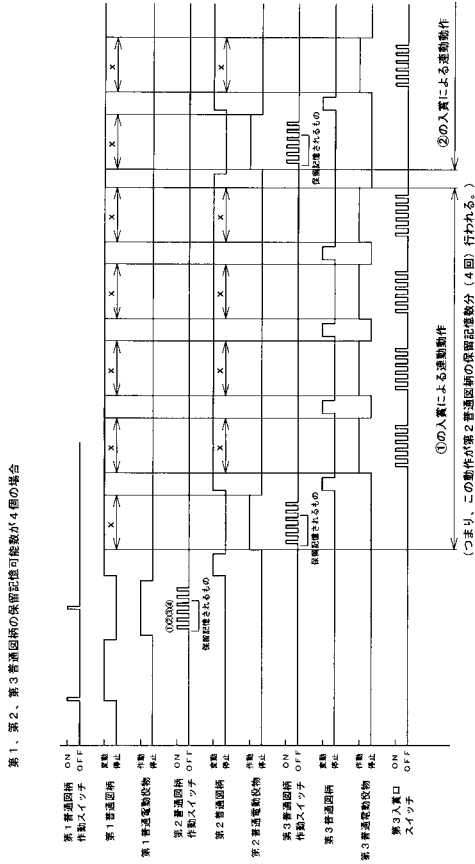 第1、第2、第3普通図柄の保留記憶可能数が4個の場合
第1普通図柄
作動スイッチ
ON
OFF
第1普通図柄
変動
停止
第1普通電動役物
作動
停止
第2普通図柄
作動スイッチ
ON
OFF
①②③④
保留記憶されるもの
第2普通図柄
変動
停止
第2普通電動役物
作動
停止
第3普通図柄
作動スイッチ
ON
OFF
保留記憶されるもの
保留記憶されるもの
第3普通図柄
変動
停止
第3普通電動役物
作動
停止
第3入賞口
スイッチ
ON
OFF
x x x x x x x
x x x x x
①の入賞による連動動作
②の入賞による連動動作
(つまり、この動作が第2普通図柄の保留記憶数分(4回)行われる。)